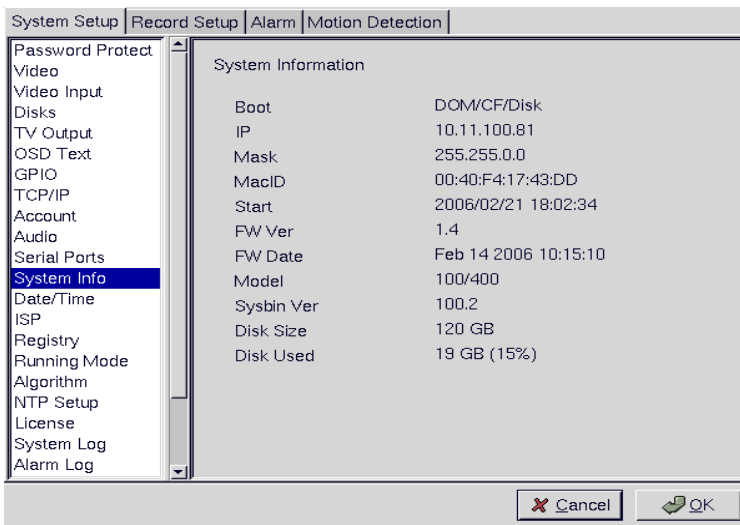 System Setup Record Setup Alarm Motion Detection
Password Protect
Video
Video Input
Disks
TV Output
OSD Text
GPIO
TCP/IP
Account
Audio
Serial Ports
System Info
Date/Time
ISP
Registry
Running Mode
Algorithm
NTP Setup
License
System Log
Alarm Log
System Information
Boot DOM/CF/Disk
IP 10.11.100.81
Mask 255.255.0.0
MacID 00:40:F4:17:43:DD
Start 2006/02/21 18:02:34
FW Ver 1.4
FW Date Feb 14 2006 10:15:10
Model 100/400
Sysbin Ver 100.2
Disk Size 120 GB
Disk Used 19 GB (15%)
Cancel OK